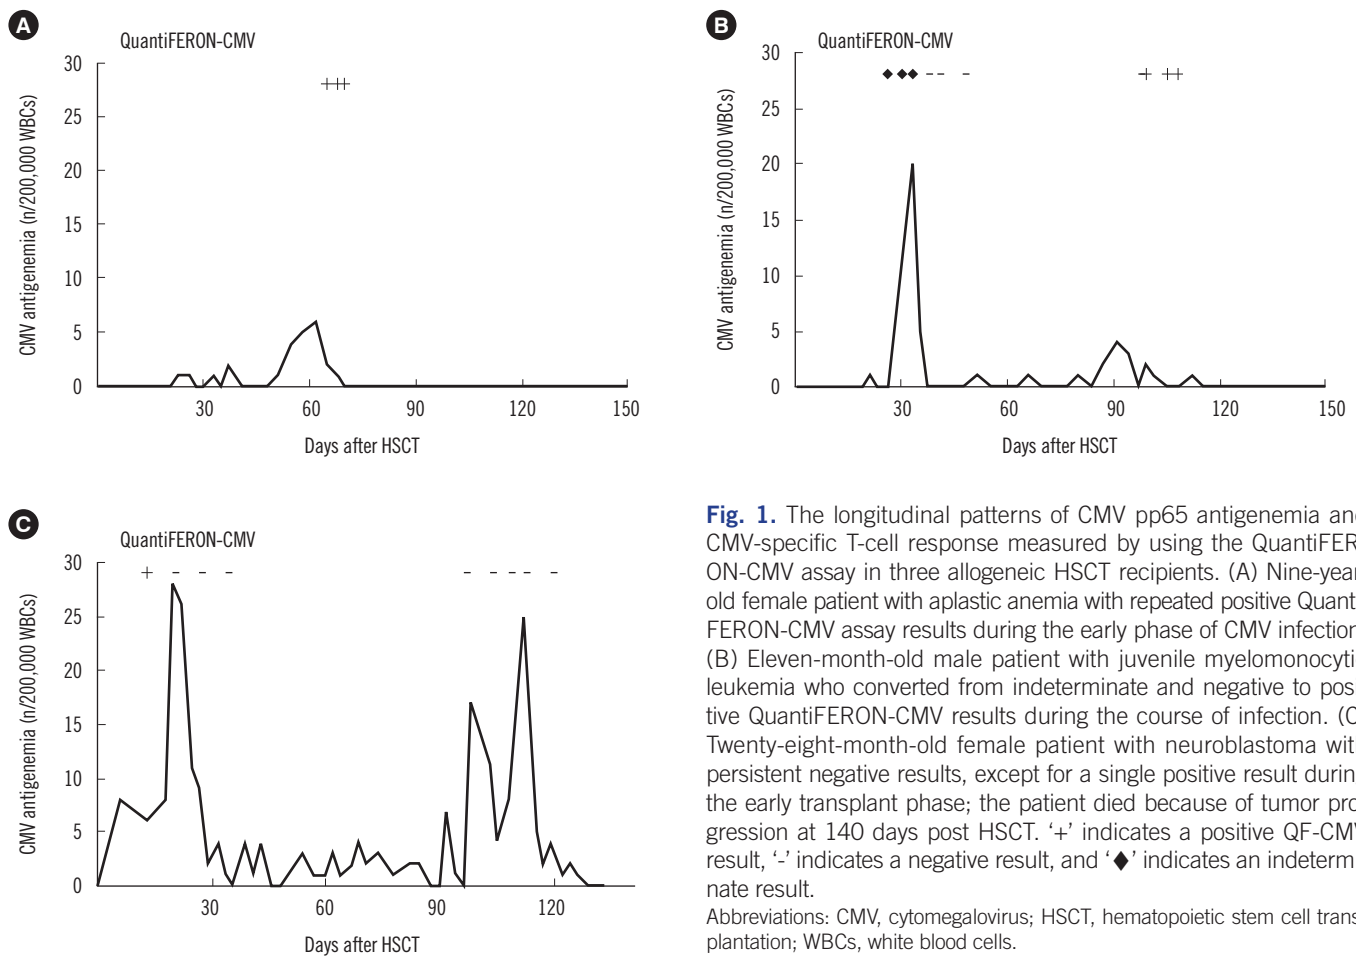 A
QuantiFERON-CMV
CMV antigenemia (n/200,000 WBCs)
30
25
20
15
10
5
0
+++
30 60 90 120 150
Days after HSCT
B
QuantiFERON-CMV
CMV antigenemia (n/200,000 WBCs)
30
25
20
15
10
5
0
◆ ◆◆ -- - -+ ++
30 60 90 120 150
Days after HSCT
C
QuantiFERON-CMV
CMV antigenemia (n/200,000 WBCs)
30
25
20
15
10
5
0
+ - - - - - - - -
30 60 90 120
Days after HSCT
Fig. 1. The longitudinal patterns of CMV pp65 antigenemia and
CMV-specific T-cell response measured by using the QuantiFER
ON-CMV assay in three allogeneic HSCT recipients. (A) Nine-year
old female patient with aplastic anemia with repeated positive Quant
FERON-CMV assay results during the early phase of CMV infection
(B) Eleven-month-old male patient with juvenile myelomonocyti
leukemia who converted from indeterminate and negative to pos
tive QuantiFERON-CMV results during the course of infection. (C
Twenty-eight-month-old female patient with neuroblastoma wit
persistent negative results, except for a single positive result durin
the early transplant phase; the patient died because of tumor pro
gression at 140 days post HSCT. ‘+’ indicates a positive QF-CMV
result, ‘-’ indicates a negative result, and ‘◆’ indicates an indeterm
nate result.
Abbreviations: CMV, cytomegalovirus; HSCT, hematopoietic stem cell trans
plantation; WBCs, white blood cells.